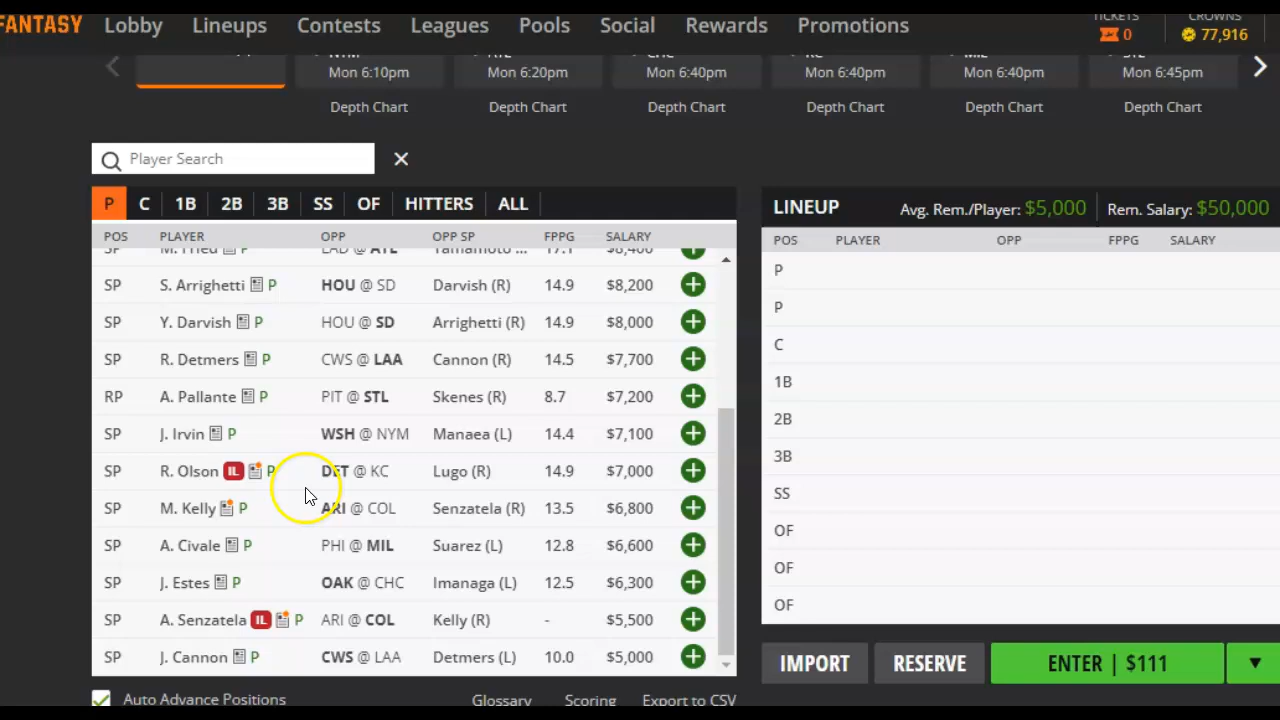 FANTASY Lobby Lineups Contests Leagues Pools Social Rewards Promotions TICKETS 0 CROWNS 77,916
Mon 6:10pm Mon 6:20pm Mon 6:40pm Mon 6:40pm Mon 6:40pm Mon 6:45pm
Depth Chart Depth Chart Depth Chart Depth Chart Depth Chart Depth Chart
Player Search
P C 1B 2B 3B SS OF HITTERS ALL
POS PLAYER OPP OPP SP FPPG SALARY
SP M. Fried P LAD @ ATL Yamamoto ... 17.1 $8,400
SP S. Arrighetti P HOU @ SD Darvish (R) 14.9 $8,200
SP Y. Darvish P HOU @ SD Arrighetti (R) 14.9 $8,000
SP R. Detmers P CWS @ LAA Cannon (R) 14.5 $7,700
RP A. Pallante P PIT @ STL Skenes (R) 8.7 $7,200
SP J. Irvin P WSH @ NYM Manaea (L) 14.4 $7,100
SP R. Olson IL P DET @ KC Lugo (R) 14.9 $7,000
SP M. Kelly P ARI @ COL Senzatela (R) 13.5 $6,800
SP A. Civale P PHI @ MIL Suarez (L) 12.8 $6,600
SP J. Estes P OAK @ CHC Imanaga (L) 12.5 $6,300
SP A. Senzatela IL P ARI @ COL Kelly (R) - $5,500
SP J. Cannon P CWS @ LAA Detmers (L) 10.0 $5,000
Auto Advance Positions Glossary Scoring Export to CSV
LINEUP Avg. Rem./Player: $5,000 Rem. Salary: $50,000
POS PLAYER OPP FPPG SALARY
P
P
C
1B
2B
3B
SS
OF
OF
OF
IMPORT RESERVE ENTER | $111